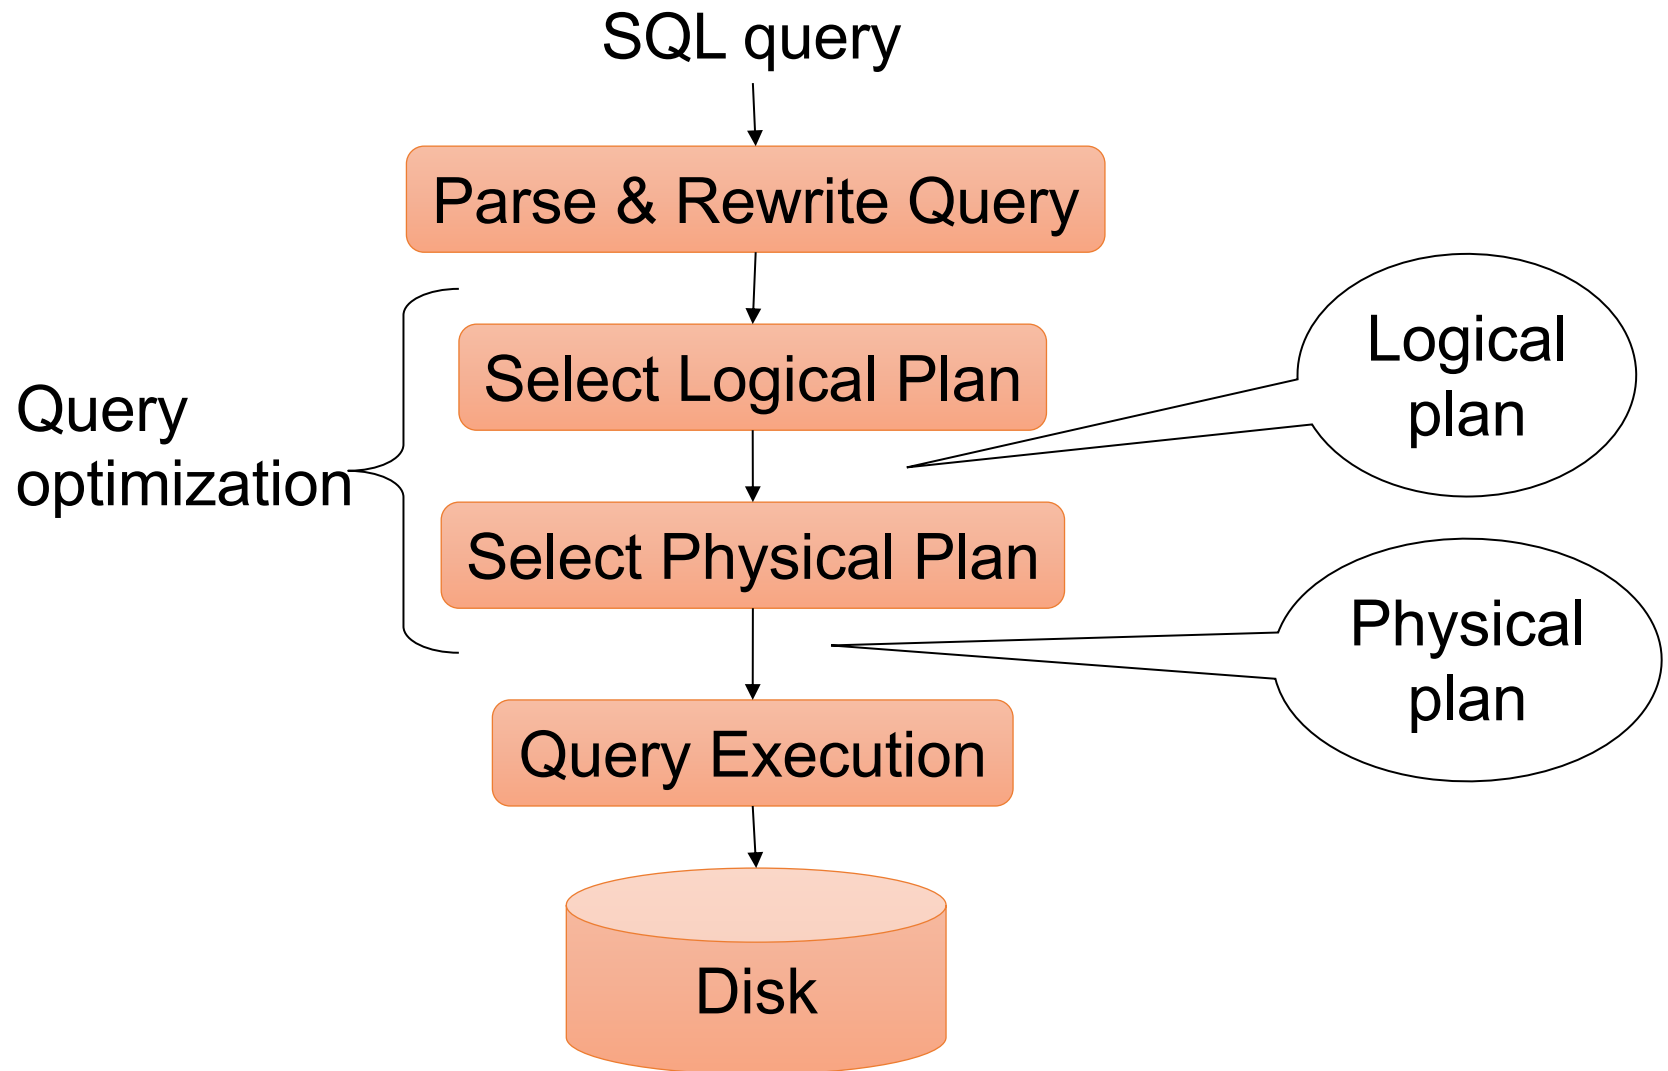 SQL query
Parse & Rewrite Query
Select Logical Plan
Logical
plan
Query
optimization
Select Physical Plan
Physical
plan
Query Execution
Disk